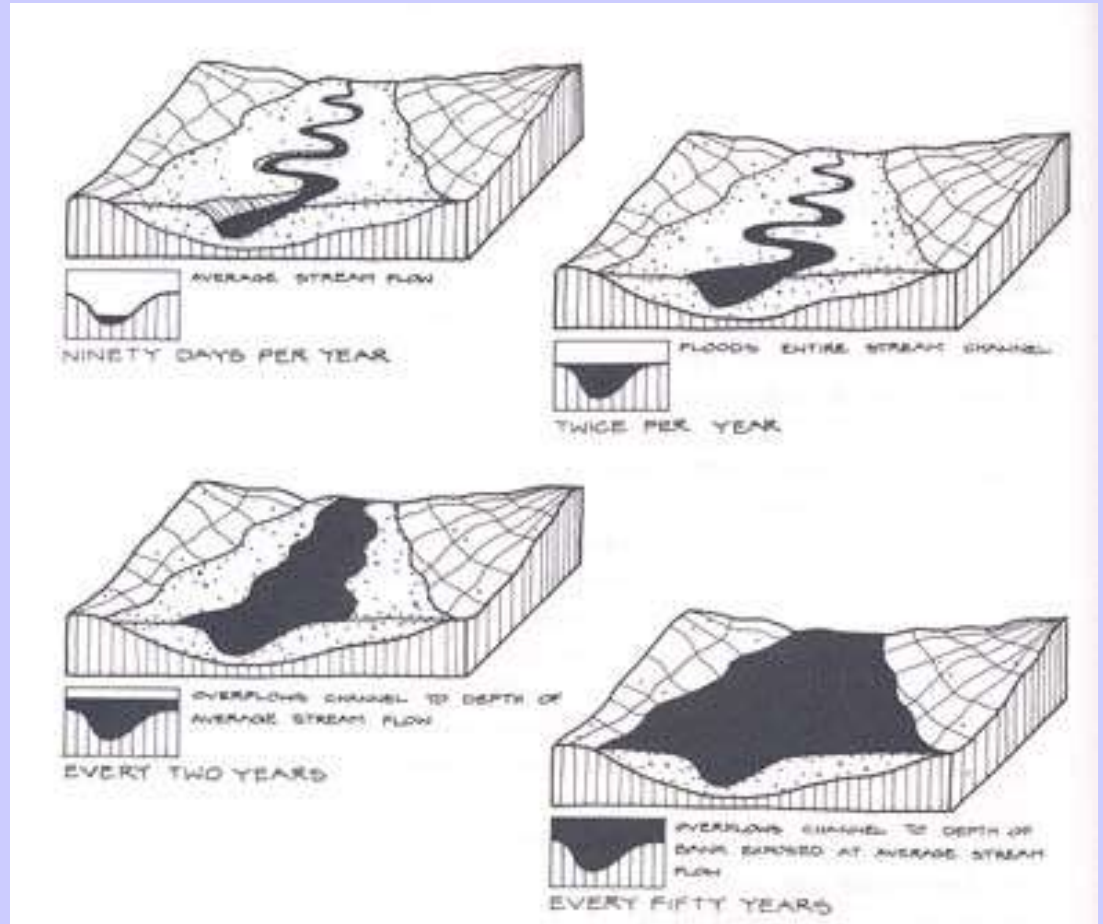 AVERAGE STREAM FLOW
NINETY DAYS PER YEAR
FLOODS ENTIRE STREAM CHANNEL
TWICE PER YEAR
OVERFLOWS CHANNEL TO DEPTH OF
AVERAGE STREAM FLOW
EVERY TWO YEARS
OVERFLOWS CHANNEL TO DEPTH OF
BANK EXPOSED AT AVERAGE STREAM
FLOW
EVERY FIFTY YEARS